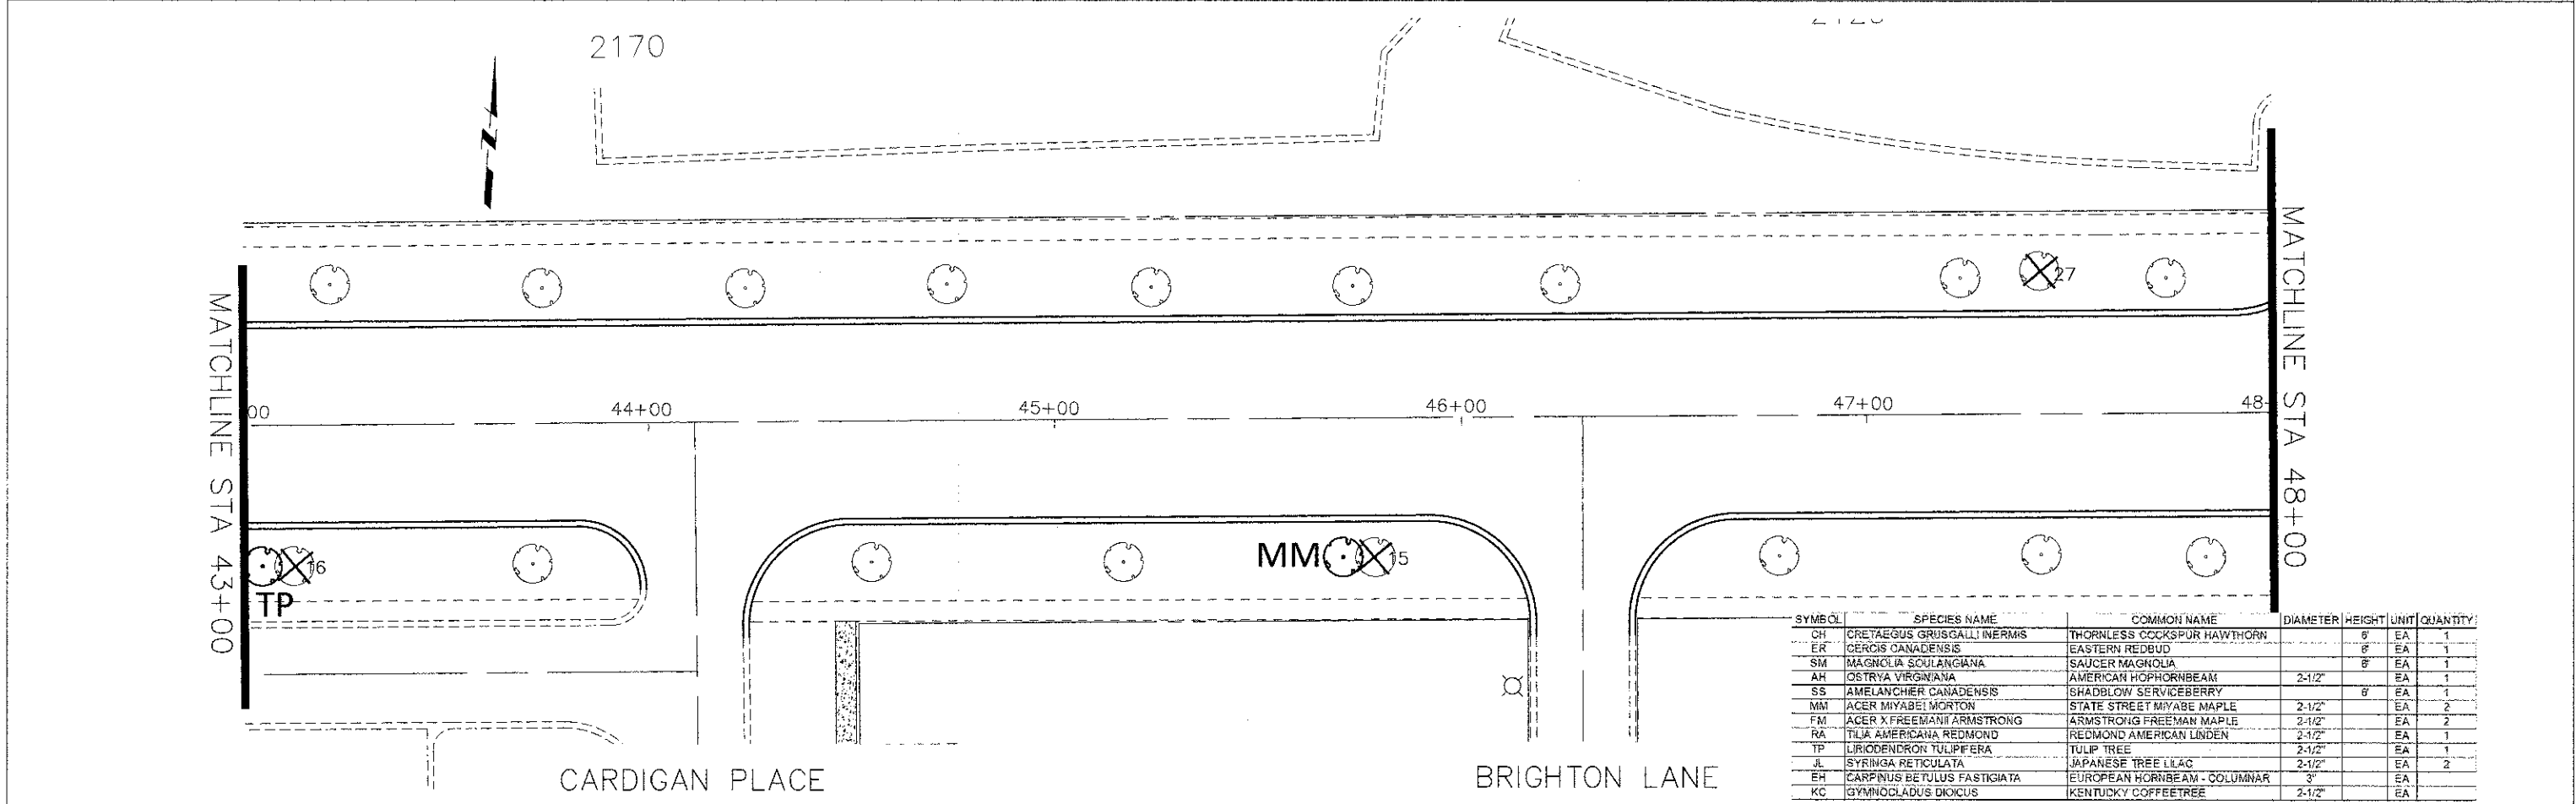 2170
27
MATCHLINE STA 43+00
MATCHLINE STA 48+00
00
44+00
45+00
46+00
47+00
48
16
TP
MM
15
CARDIGAN PLACE
BRIGHTON LANE
SYMBOL SPECIES NAME COMMON NAME DIAMETER HEIGHT UNIT QUANTITY
CH CRETAEGUS GRUSGALLI INERMIS THORNLESS COCKSPUR HAWTHORN 6' EA 1
ER CERCIS CANADENSIS EASTERN REDBUD 6' EA 1
SM MAGNOLIA SOULANGIANA SAUCER MAGNOLIA 6' EA 1
AH OSTRYA VIRGINIANA AMERICAN HOPHORNBEAM 2-1/2" EA 1
SS AMELANCHIER CANADENSIS SHADBLOW SERVICEBERRY 6' EA 1
MM ACER MIYABEI MORTON STATE STREET MIYABE MAPLE 2-1/2" EA 2
FM ACER X FREEMANII ARMSTRONG ARMSTRONG FREEMAN MAPLE 2-1/2" EA 2
RA TILIA AMERICANA REDMOND REDMOND AMERICAN LINDEN 2-1/2" EA 1
TP LIRIODENDRON TULIPIFERA TULIP TREE 2-1/2" EA 1
JL SYRINGA RETICULATA JAPANESE TREE LILAC 2-1/2" EA 2
EH CARPINUS BETULUS FASTIGIATA EUROPEAN HORNBEAM - COLUMNAR 3" EA
KC GYMNOCLADUS DIOICUS KENTUCKY COFFEETREE 2-1/2" EA